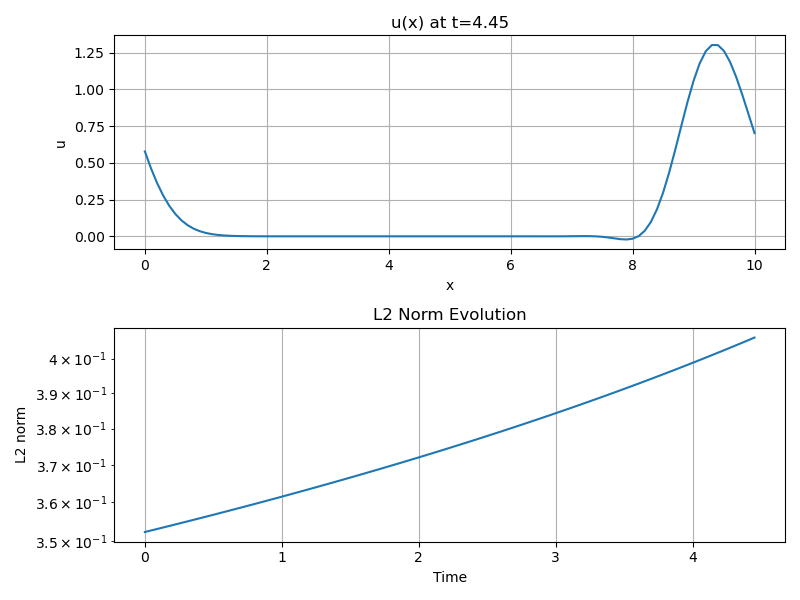 u(x) at t=4.45
1.25
1.00
0.75
0.50
0.25
0.00
u
0 2 4 6 8 10
x
L2 Norm Evolution
4 × 10⁻¹
3.9 × 10⁻¹
3.8 × 10⁻¹
3.7 × 10⁻¹
3.6 × 10⁻¹
3.5 × 10⁻¹
L2 norm
0 1 2 3 4
Time